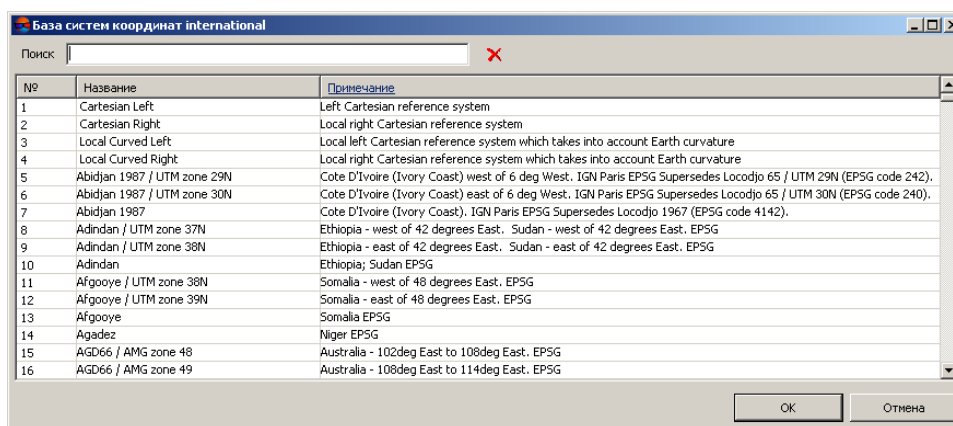 База систем координат international
Поиск
№ Название Примечание
1 Cartesian Left Left Cartesian reference system
2 Cartesian Right Local right Cartesian reference system
3 Local Curved Left Local left Cartesian reference system which takes into account Earth curvature
4 Local Curved Right Local right Cartesian reference system which takes into account Earth curvature
5 Abidjan 1987 / UTM zone 29N Cote D'Ivoire (Ivory Coast) west of 6 deg West. IGN Paris EPSG Supersedes Locodjo 65 / UTM 29N (EPSG code 242).
6 Abidjan 1987 / UTM zone 30N Cote D'Ivoire (Ivory Coast) east of 6 deg West. IGN Paris EPSG Supersedes Locodjo 65 / UTM 30N (EPSG code 240).
7 Abidjan 1987 Cote D'Ivoire (Ivory Coast). IGN Paris EPSG Supersedes Locodjo 1967 (EPSG code 4142).
8 Adindan / UTM zone 37N Ethiopia - west of 42 degrees East. Sudan - west of 42 degrees East. EPSG
9 Adindan / UTM zone 38N Ethiopia - east of 42 degrees East. Sudan - east of 42 degrees East. EPSG
10 Adindan Ethiopia; Sudan EPSG
11 Afgooye / UTM zone 38N Somalia - west of 48 degrees East. EPSG
12 Afgooye / UTM zone 39N Somalia - east of 48 degrees East. EPSG
13 Afgooye Somalia EPSG
14 Agadez Niger EPSG
15 AGD66 / AMG zone 48 Australia - 102deg East to 108deg East. EPSG
16 AGD66 / AMG zone 49 Australia - 108deg East to 114deg East. EPSG
OK Отмена